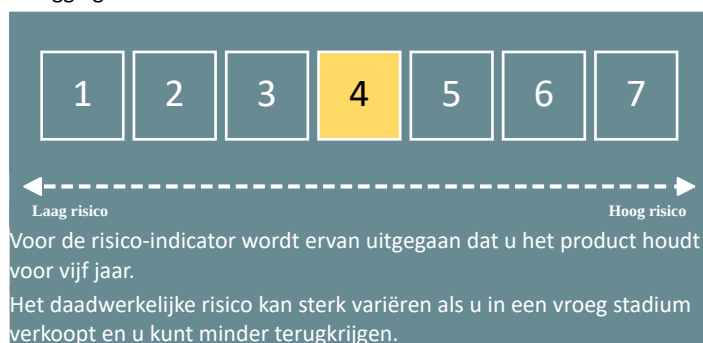 1 2 3 4 5 6 7
Laag risico Hoog risico
Voor de risico-indicator wordt ervan uitgegaan dat u het product houdt
voor vijf jaar.
Het daadwerkelijke risico kan sterk variëren als u in een vroeg stadium
verkoopt en u kunt minder terugkrijgen.